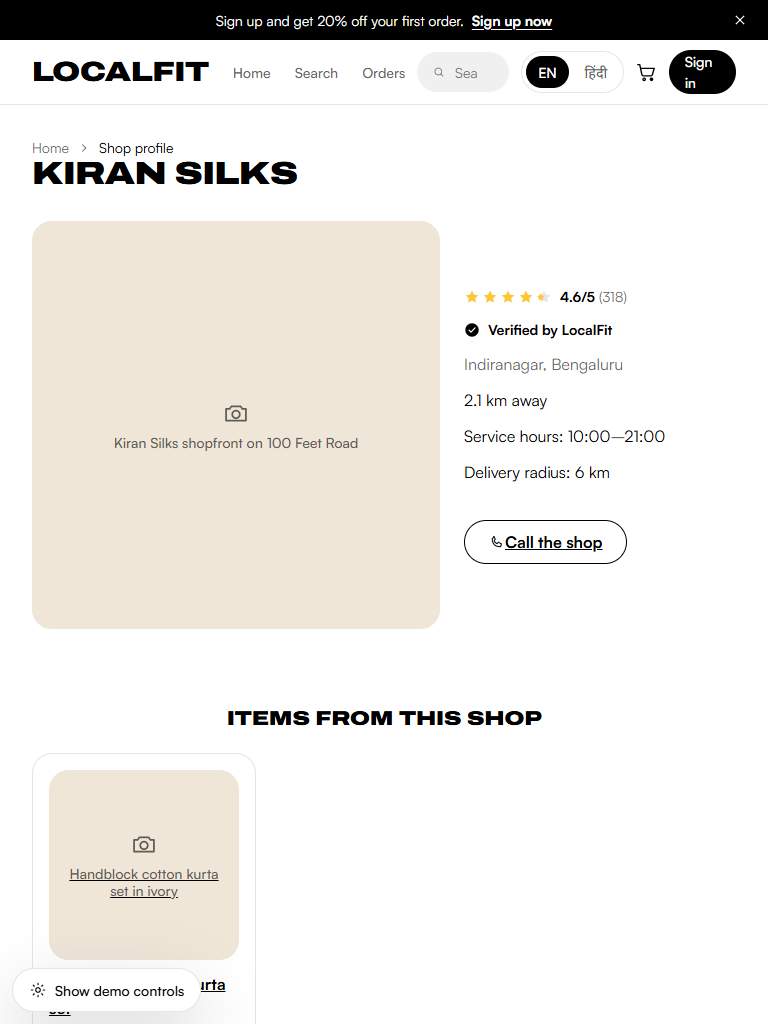 Sign up and get 20% off your first order. Sign up now
LOCALFIT
Home
Search
Orders
Sea
EN
हिंदी
Sign
in
Home
Shop profile
KIRAN SILKS
Kiran Silks shopfront on 100 Feet Road
4.6/5 (318)
Verified by LocalFit
Indiranagar, Bengaluru
2.1 km away
Service hours: 10:00—21:00
Delivery radius: 6 km
Call the shop
ITEMS FROM THIS SHOP
Handblock cotton kurta
set in ivory
Show demo controls